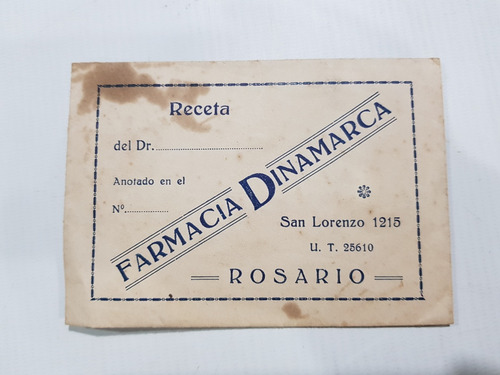 Receta
del Dr. ..............................
Anotado en el
Nº ..............
FARMACIA DINAMARCA
San Lorenzo 1215
U. T. 25610
ROSARIO